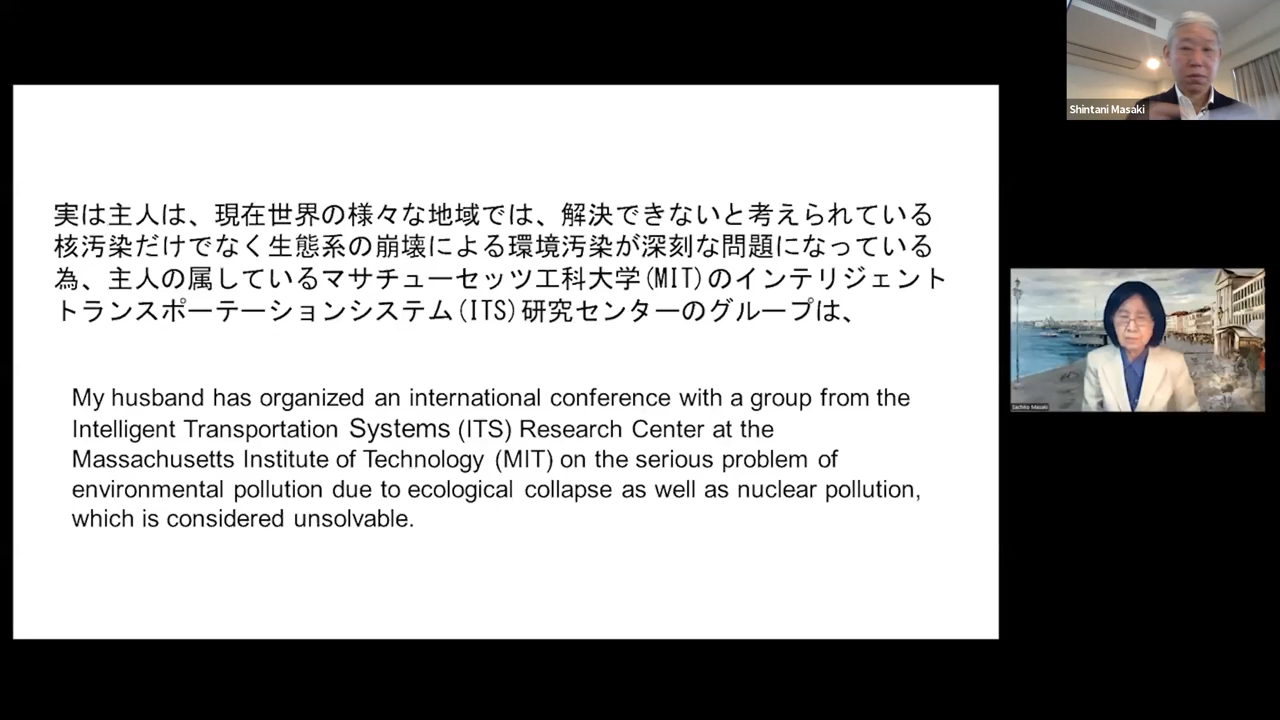 実は主人は、現在世界の様々な地域では、解決できないと考えられている
核汚染だけでなく生態系の崩壊による環境汚染が深刻な問題になっている
為、主人の属しているマサチューセッツ工科大学(MIT)のインテリジェント
トランスポーテーションシステム(ITS)研究センターのグループは、
My husband has organized an international conference with a group from the
Intelligent Transportation Systems (ITS) Research Center at the
Massachusetts Institute of Technology (MIT) on the serious problem of
environmental pollution due to ecological collapse as well as nuclear pollution,
which is considered unsolvable.
Shintani Masaki
Sachiko Masaki